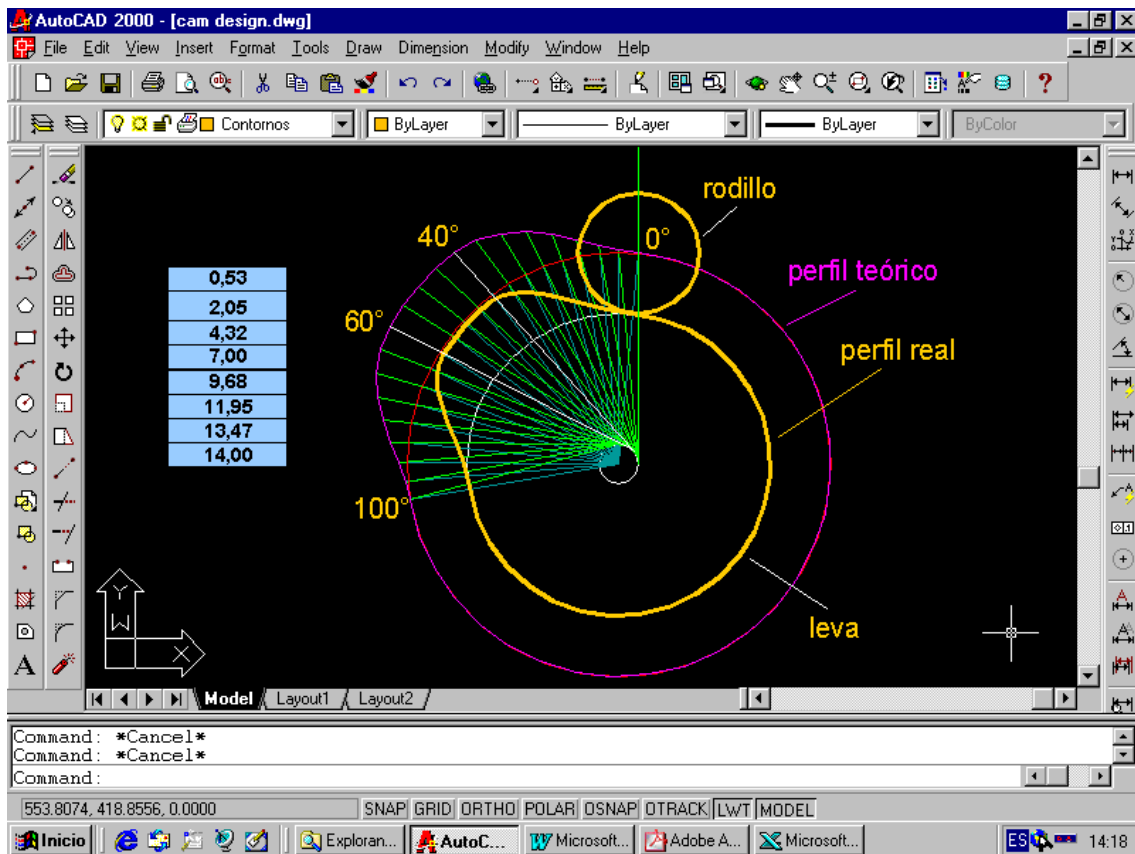 AutoCAD 2000 - [cam design.dwg]
File Edit View Insert Format Tools Draw Dimension Modify Window Help
Contornos ByLayer ByLayer ByLayer ByColor
rodillo
40° 0°
perfil teórico
0,53
2,05
60°
4,32
perfil real
7,00
9,68
11,95
13,47
14,00
100°
leva
Y
W
X
Model Layout1 Layout2
Command: *Cancel*
Command: *Cancel*
Command:
553.8074, 418.8556, 0.0000 SNAP GRID ORTHO POLAR OSNAP OTRACK LWT MODEL
Inicio Exploran... AutoC... Microsoft... Adobe A... Microsoft... ES 14:18